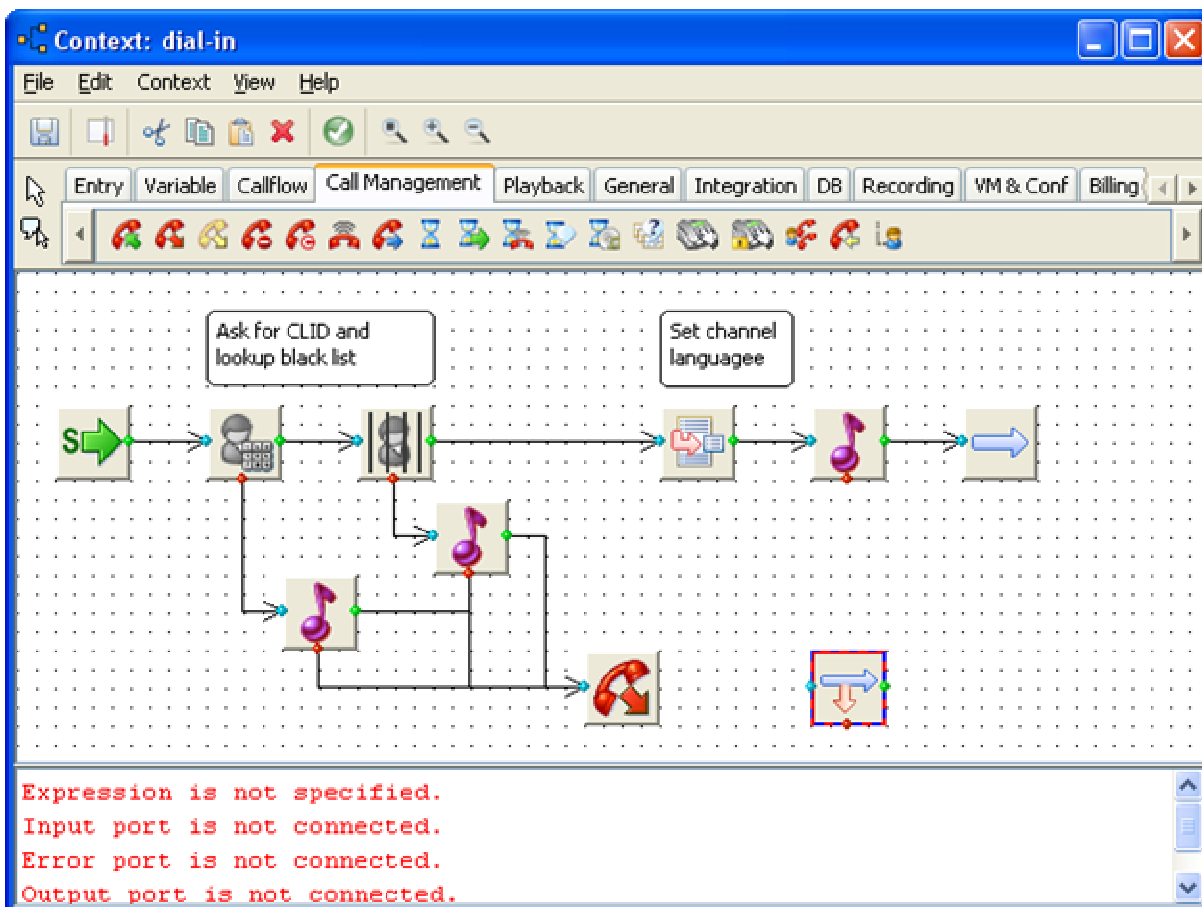 Context: dial-in
File Edit Context View Help
Entry Variable Callflow Call Management Playback General Integration DB Recording VM & Conf Billing
Ask for CLID and
lookup black list
Set channel
languagee
S
Expression is not specified.
Input port is not connected.
Error port is not connected.
Output port is not connected.